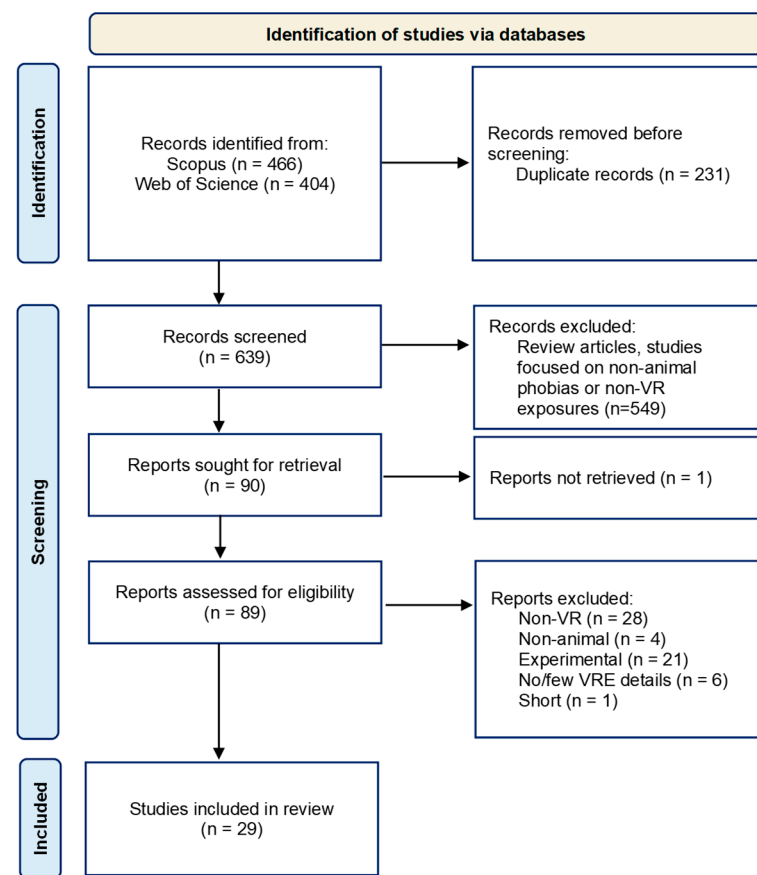 Identification of studies via databases
Identification
Records identified from:
Scopus (n = 466)
Web of Science (n = 404)
Records removed before
screening:
Duplicate records (n = 231)
Screening
Records screened
(n = 639)
Records excluded:
Review articles, studies
focused on non-animal
phobias or non-VR
exposures (n=549)
Reports sought for retrieval
(n = 90)
Reports not retrieved (n = 1)
Reports assessed for eligibility
(n = 89)
Reports excluded:
Non-VR (n = 28)
Non-animal (n = 4)
Experimental (n = 21)
No/few VRE details (n = 6)
Short (n = 1)
Included
Studies included in review
(n = 29)